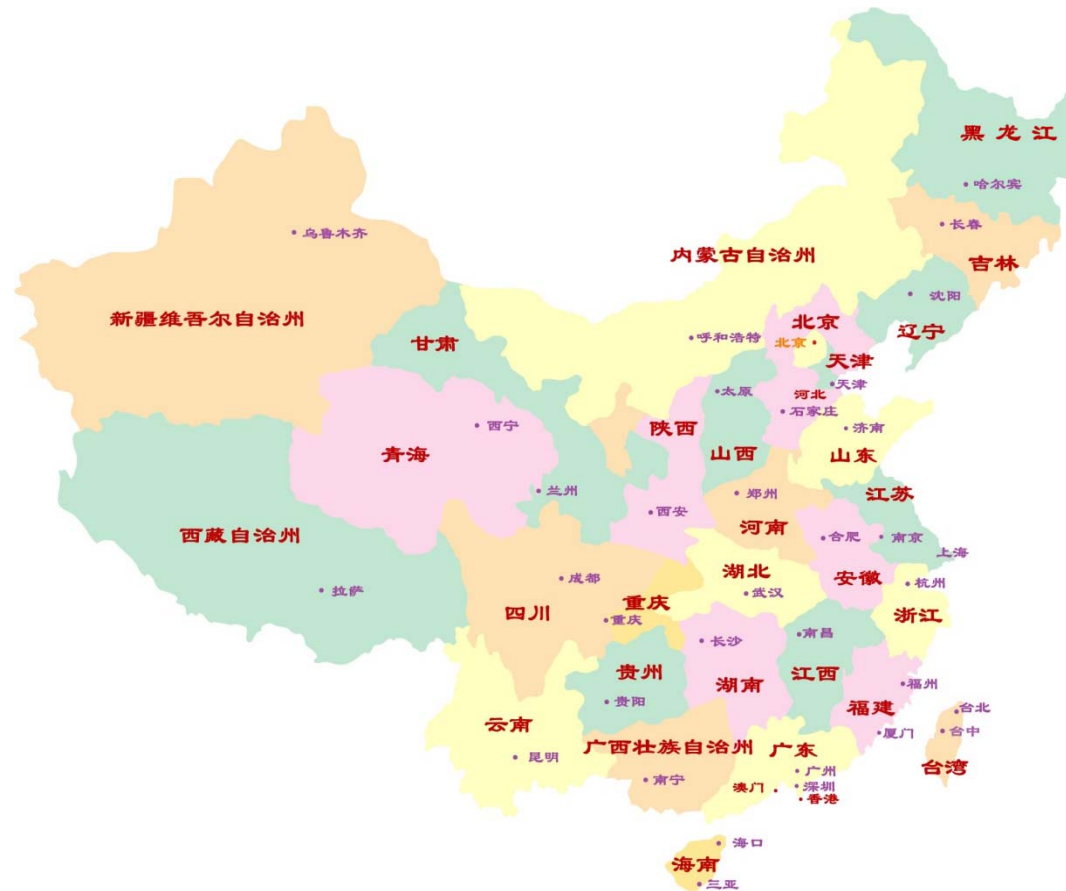 黑龙江
哈尔滨
长春
吉林
乌鲁木齐
内蒙古自治州
沈阳
新疆维吾尔自治州
北京
辽宁
甘肃
呼和浩特
北京
天津
太原
天津
河北
石家庄
西宁
陕西
济南
青海
山西
山东
兰州
郑州
江苏
西安
河南
西藏自治州
合肥
南京
上海
湖北
安徽
成都
杭州
拉萨
武汉
重庆
四川
浙江
重庆
南昌
长沙
贵州
江西
湖南
福州
贵阳
福建
台北
云南
厦门
台中
广西壮族自治州
广东
昆明
台湾
广州
南宁
澳门
深圳
香港
海口
海南
三亚